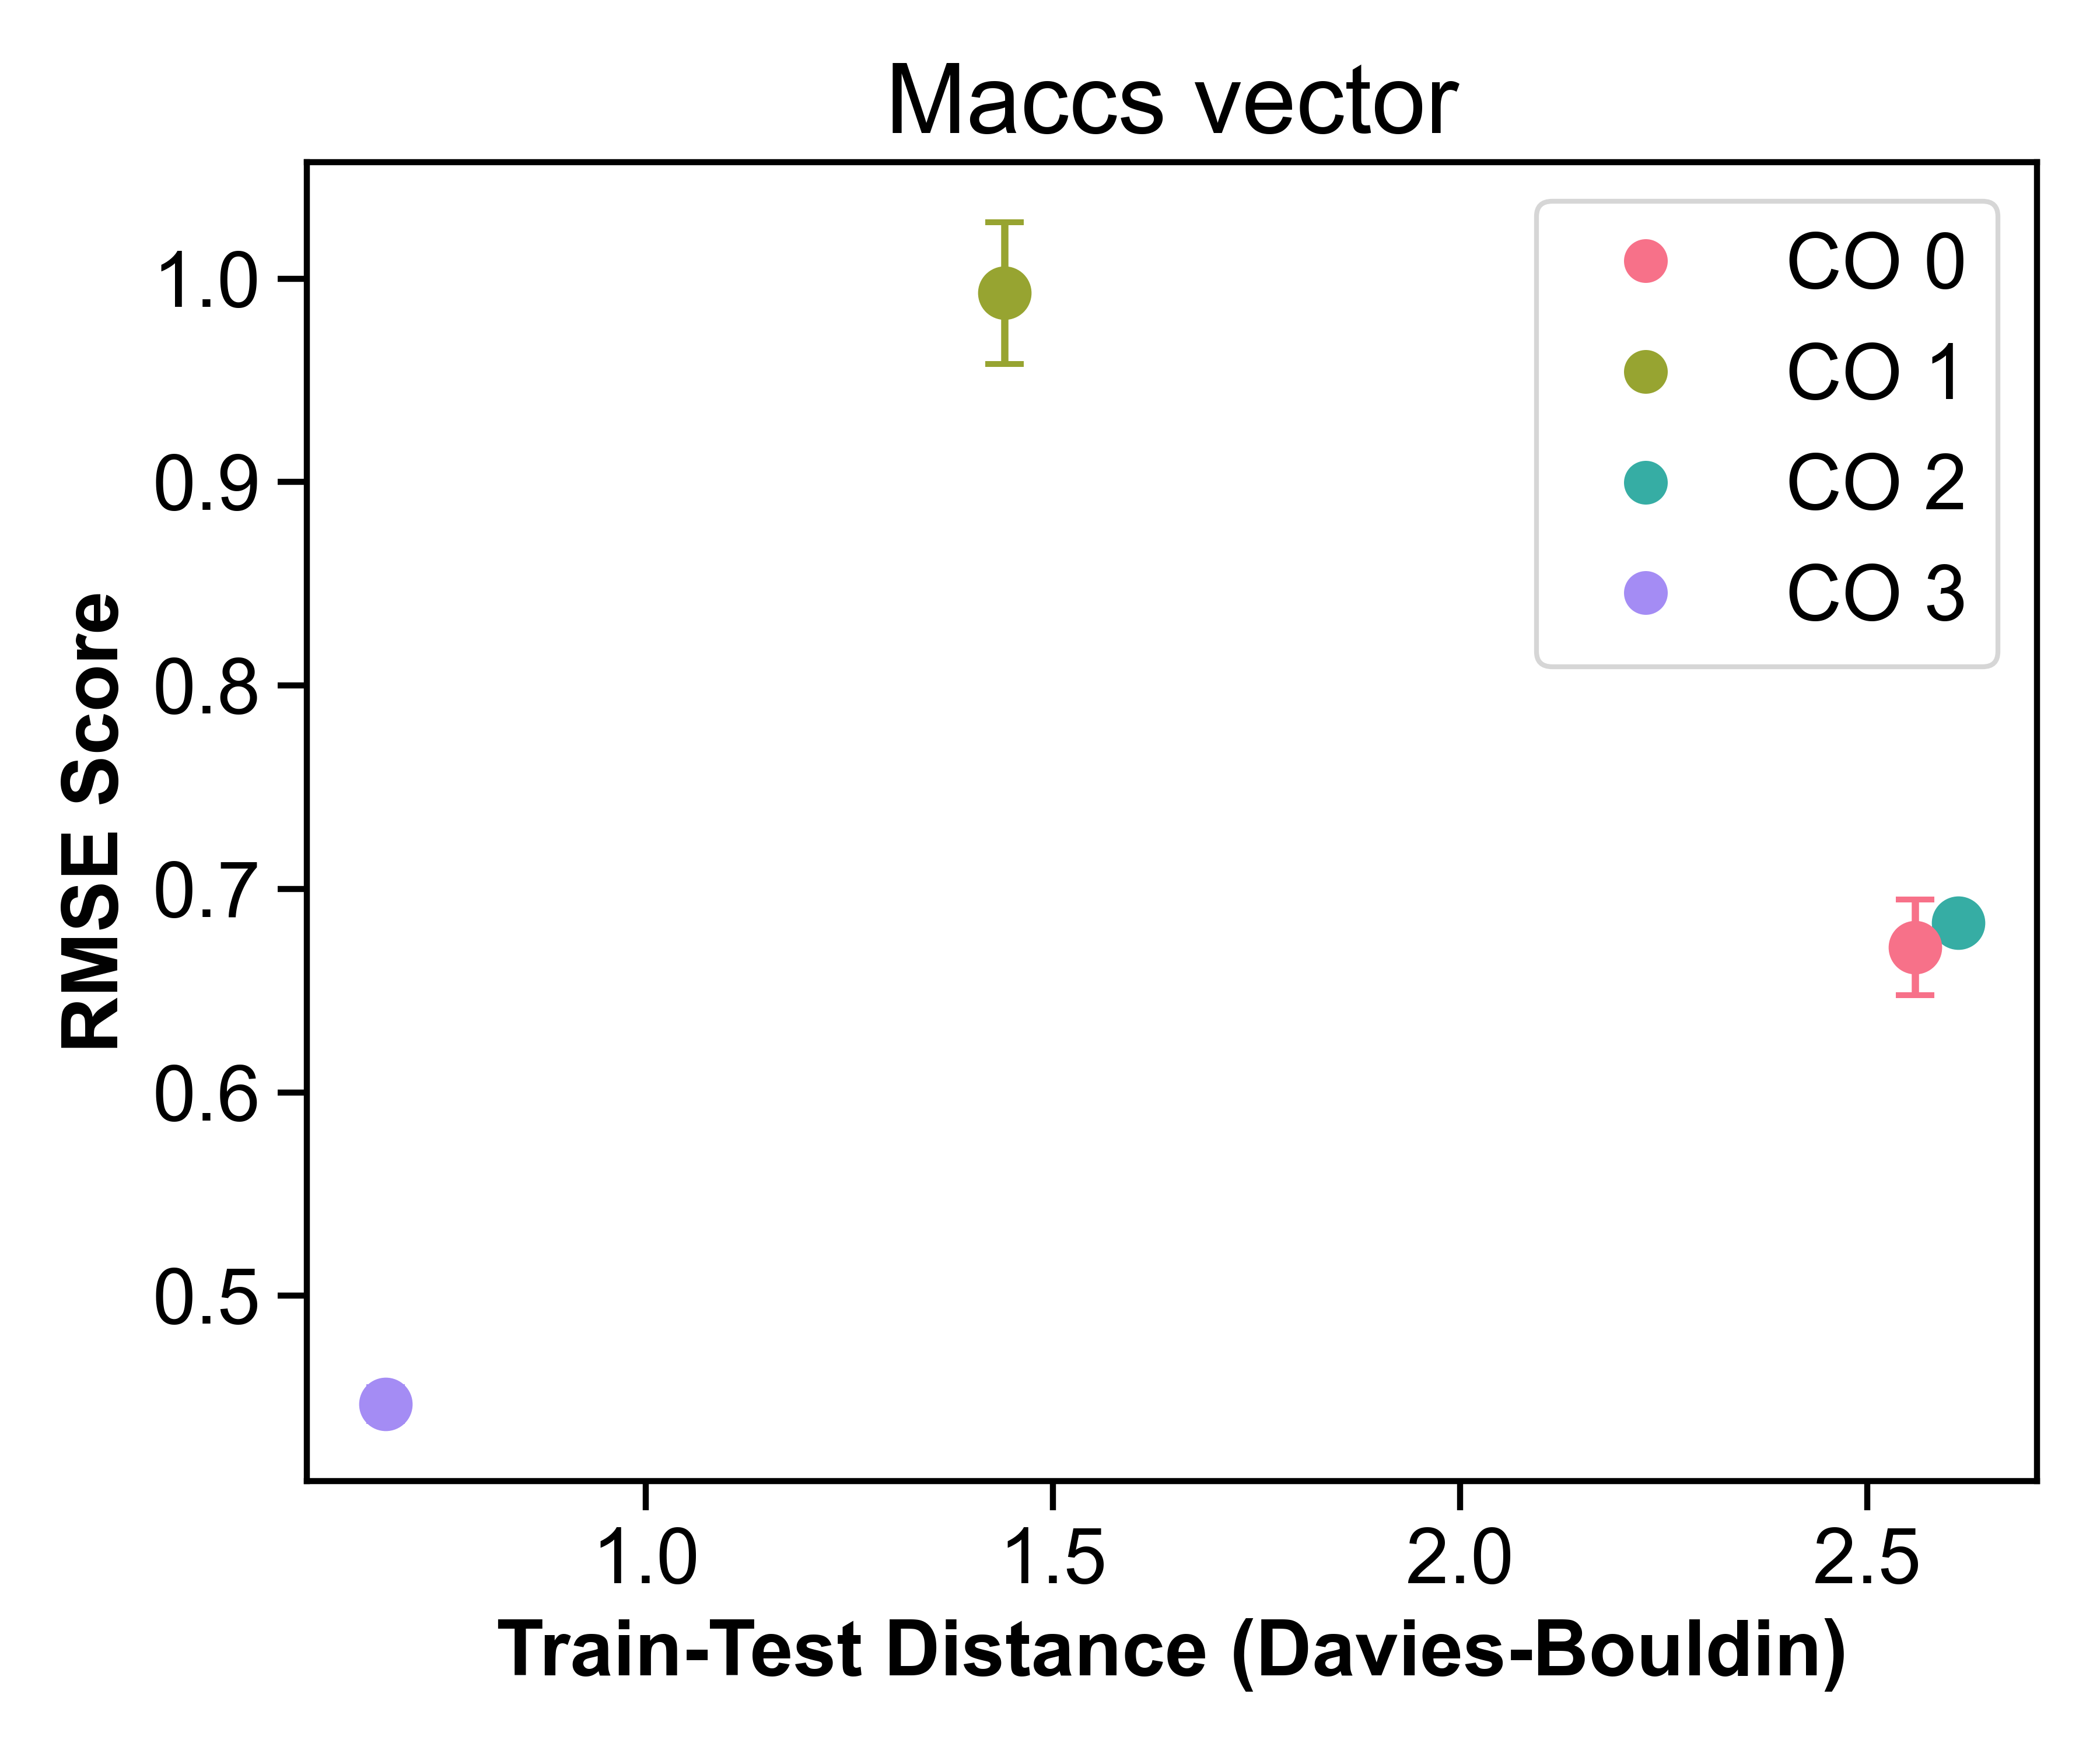 Maccs vector
CO 0
CO 1
CO 2
CO 3
1.0
0.9
0.8
0.7
0.6
0.5
RMSE Score
1.0
1.5
2.0
2.5
Train-Test Distance (Davies-Bouldin)